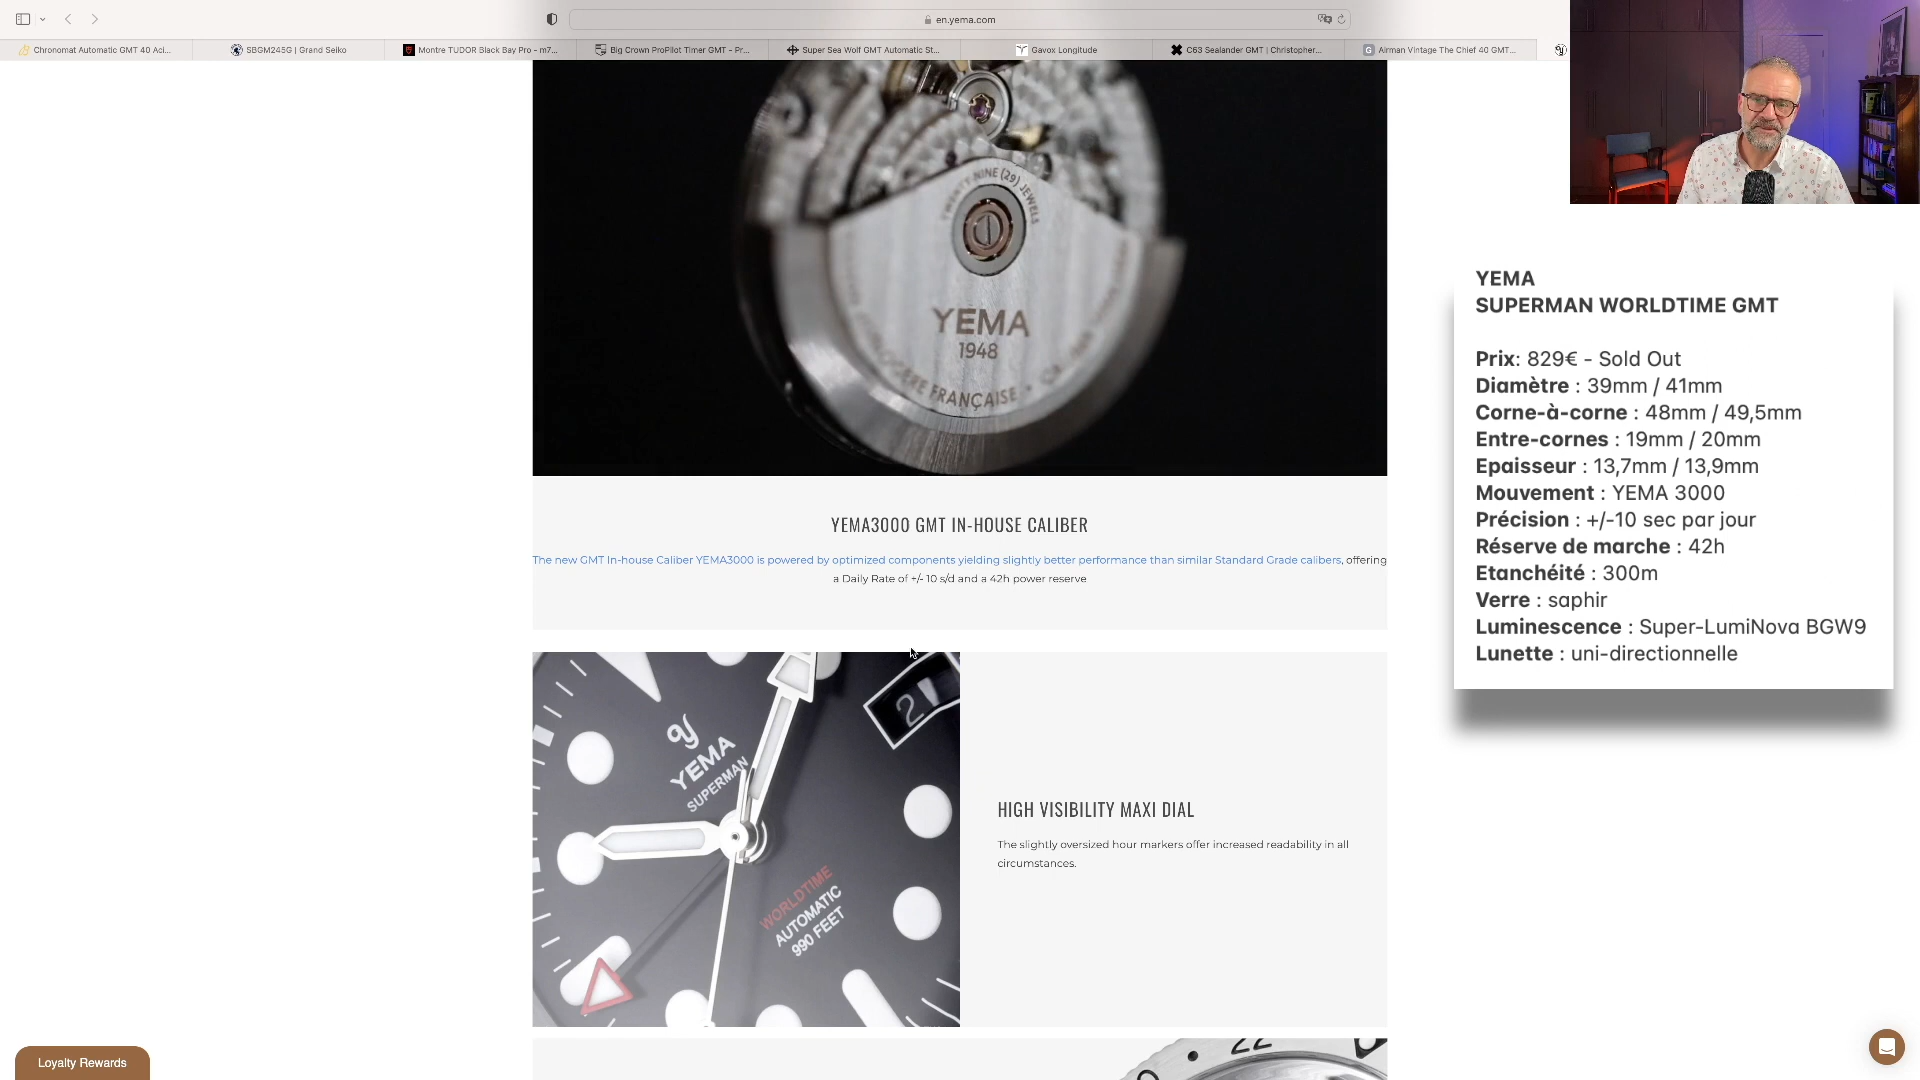 en.yema.com
Chronomat Automatic GMT 40 Aci...
SBGM245G | Grand Seiko
Montre TUDOR Black Bay Pro - m7...
Big Crown ProPilot Timer GMT - Pr...
Super Sea Wolf GMT Automatic St...
Gavox Longitude
C63 Sealander GMT | Christopher...
Airman Vintage The Chief 40 GMT...
TWENTY NINE (29) JEWELS
YEMA
1948
FRANÇAISE
YEMA3000 GMT IN-HOUSE CALIBER
The new GMT In-house Caliber YEMA3000 is powered by optimized components yielding slightly better performance than similar Standard Grade calibers, offering
a Daily Rate of +/- 10 s/d and a 42h power reserve
21
YEMA
SUPERMAN
WORLDTIME
AUTOMATIC
990 FEET
HIGH VISIBILITY MAXI DIAL
The slightly oversized hour markers offer increased readability in all
circumstances.
22
Loyalty Rewards
YEMA
SUPERMAN WORLDTIME GMT
Prix: 829€ - Sold Out
Diamètre : 39mm / 41mm
Corne-à-corne : 48mm / 49,5mm
Entre-cornes : 19mm / 20mm
Epaisseur : 13,7mm / 13,9mm
Mouvement : YEMA 3000
Précision : +/-10 sec par jour
Réserve de marche : 42h
Etanchéité : 300m
Verre : saphir
Luminescence : Super-LumiNova BGW9
Lunette : uni-directionnelle